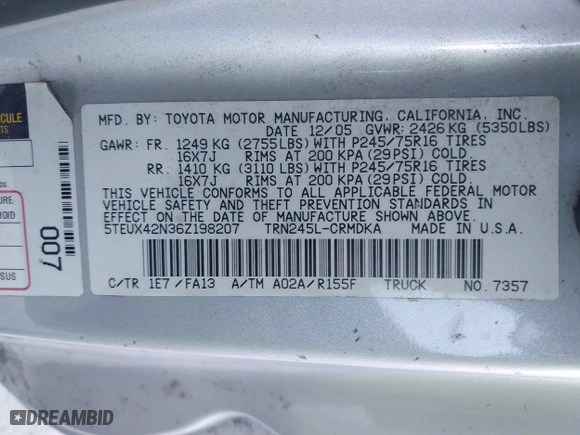 MFD. BY: TOYOTA MOTOR MANUFACTURING, CALIFORNIA, INC.
DATE 12/05 GVWR: 2426 KG (5350LBS)
GAWR: FR. 1249 KG (2755LBS) WITH P245/75R16 TIRES
16X7J RIMS AT 200 KPA (29PSI) COLD
RR. 1410 KG (3110 LBS) WITH P245/75R16 TIRES
16X7J RIMS AT 200 KPA (29PSI) COLD
THIS VEHICLE CONFORMS TO ALL APPLICABLE FEDERAL MOTOR
VEHICLE SAFETY AND THEFT PREVENTION STANDARDS IN
EFFECT ON THE DATE OF MANUFACTURE SHOWN ABOVE.
5TEUX42N36Z198207 TRN245L-CRMDKA MADE IN U.S.A.
C/TR 1E7/FA13 A/TM A02A/R155F TRUCK NO. 7357
007
DREAMBID